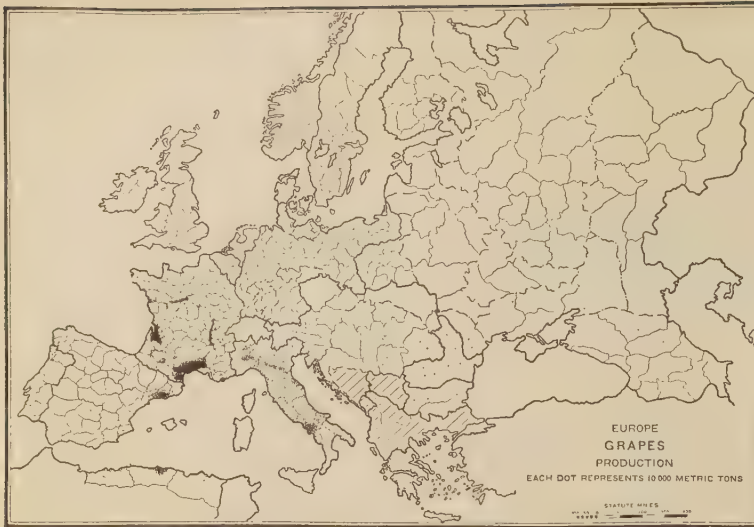 EUROPE
GRAPES
PRODUCTION
EACH DOT REPRESENTS 10 000 METRIC TONS
STATUTE MILES